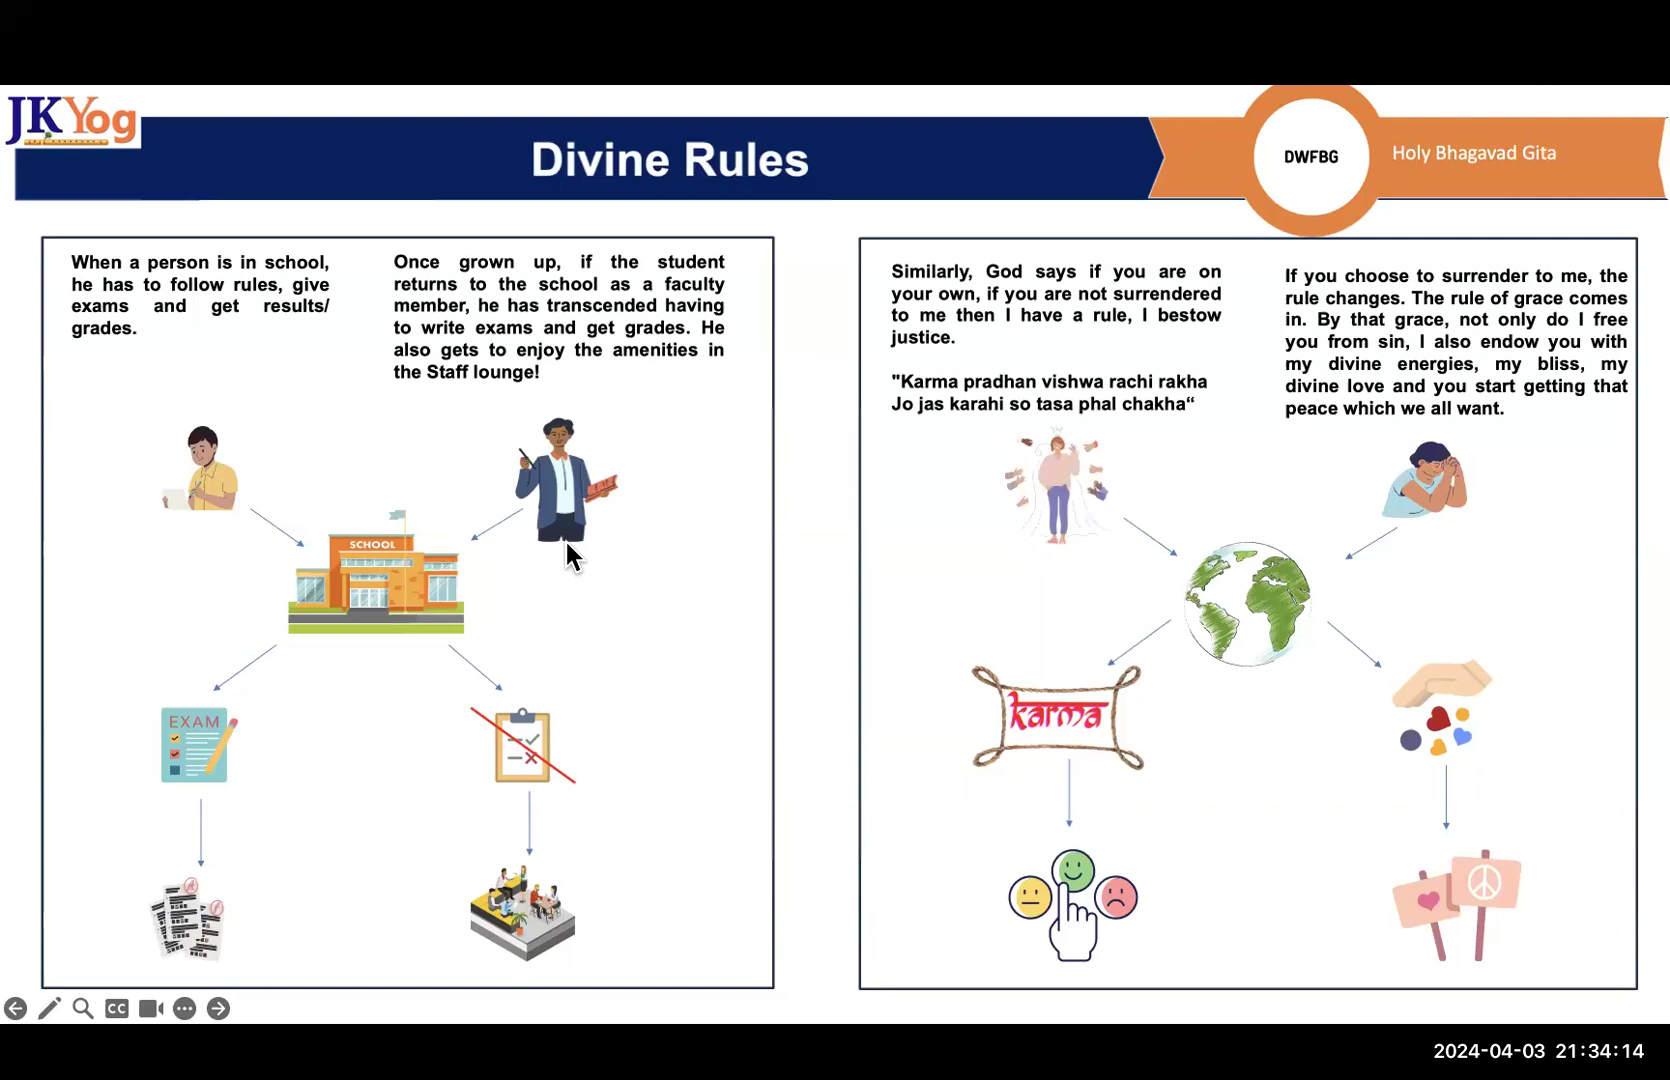 JKYog
Divine Rules
DWFBG
Holy Bhagavad Gita
When a person is in school,
he has to follow rules, give
exams and get results/
grades.
Once grown up, if the student
returns to the school as a faculty
member, he has transcended having
to write exams and get grades. He
also gets to enjoy the amenities in
the Staff lounge!
SCHOOL
EXAM
Similarly, God says if you are on
your own, if you are not surrendered
to me then I have a rule, I bestow
justice.
"Karma pradhan vishwa rachi rakha
Jo jas karahi so tasa phal chakha“
If you choose to surrender to me, the
rule changes. The rule of grace comes
in. By that grace, not only do I free
you from sin, I also endow you with
my divine energies, my bliss, my
divine love and you start getting that
peace which we all want.
karma
CC
2024-04-03 21:34:14